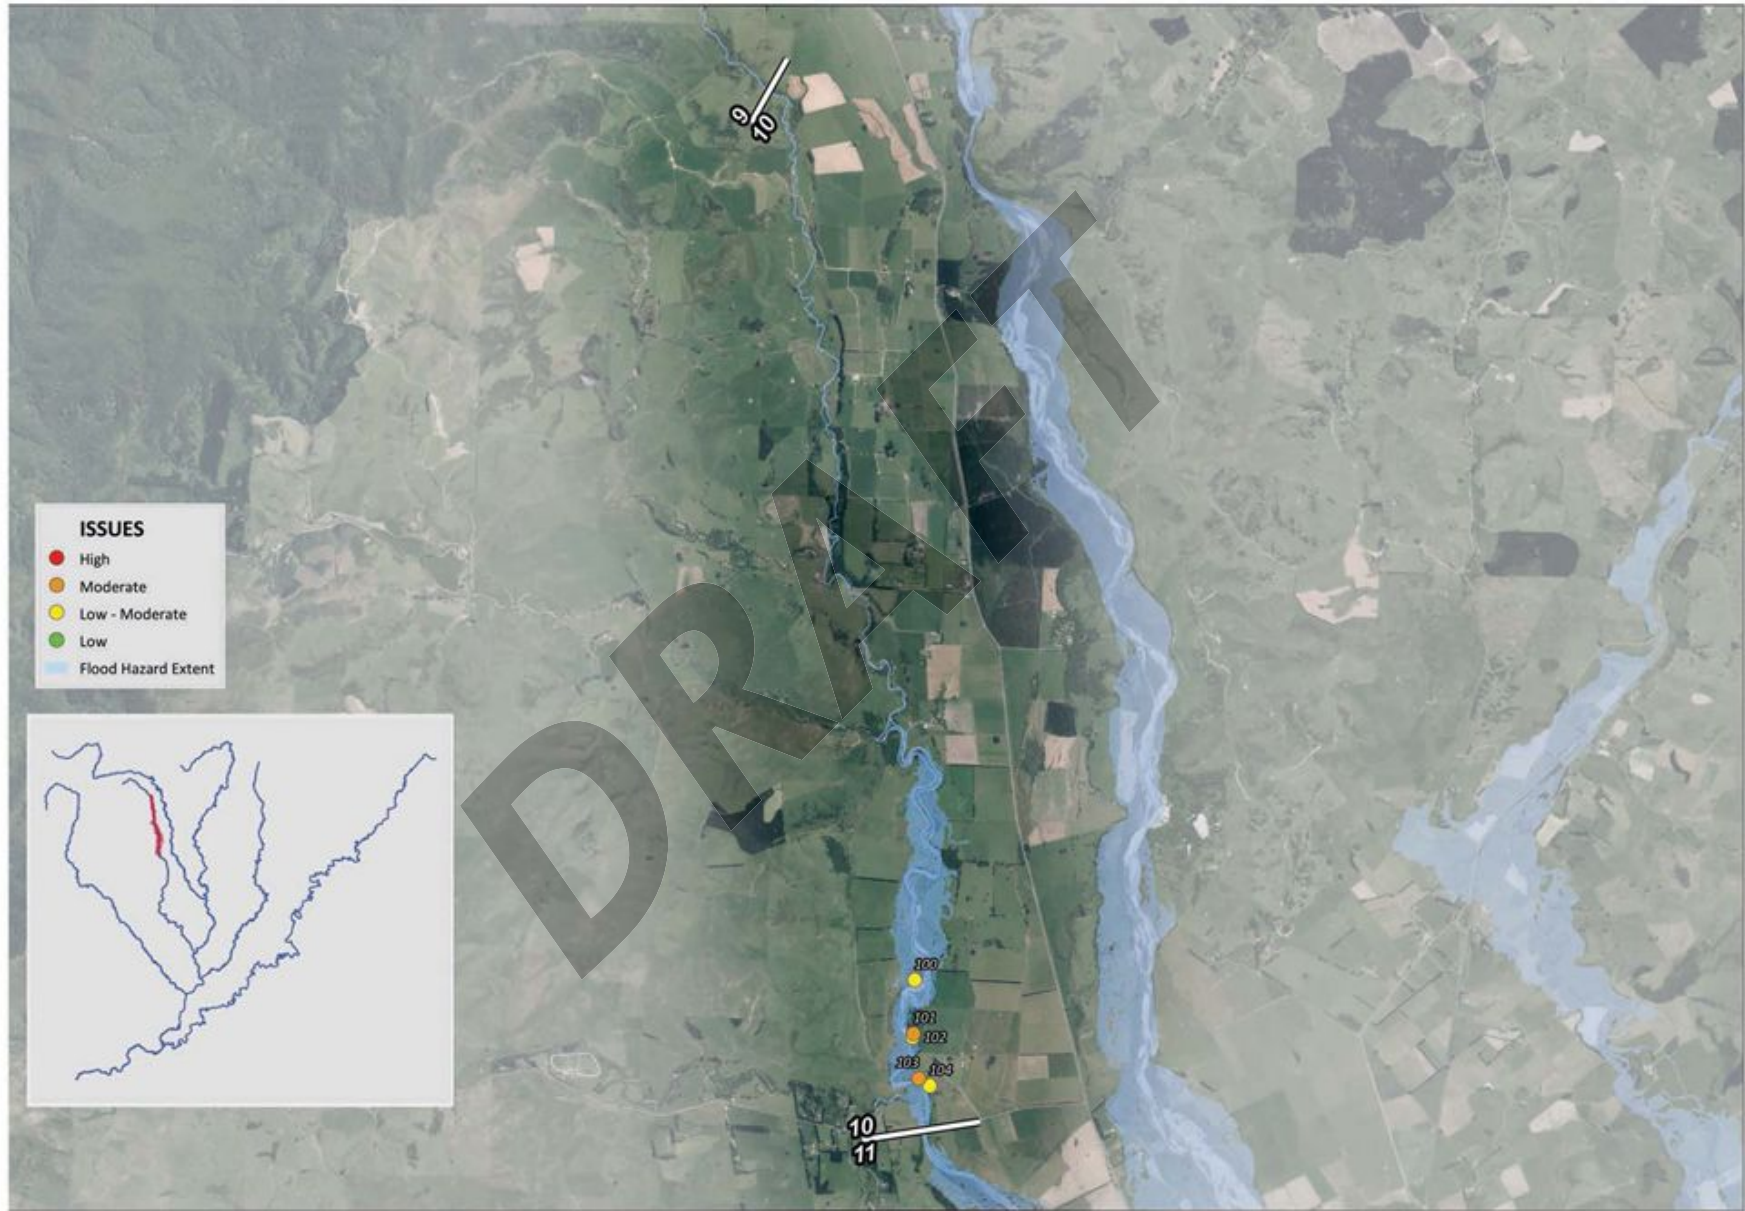 9
10
DRAFT
ISSUES
High
Moderate
Low - Moderate
Low
Flood Hazard Extent
100
101
102
103
104
10
11